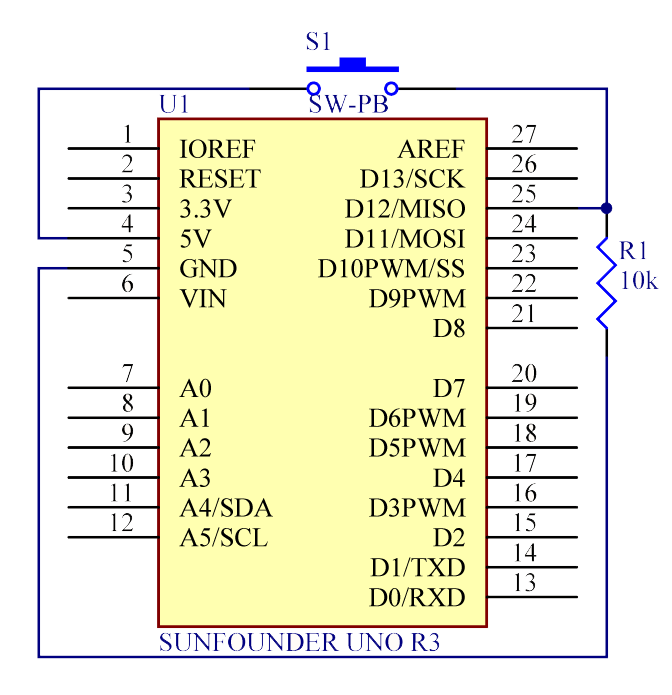 S1
SW-PB
U1
1 IOREF AREF 27
2 RESET D13/SCK 26
3 3.3V D12/MISO 25
4 5V D11/MOSI 24
5 GND D10PWM/SS 23
6 VIN D9PWM 22
D8 21
R1
10k
7 A0 D7 20
8 A1 D6PWM 19
9 A2 D5PWM 18
10 A3 D4 17
11 A4/SDA D3PWM 16
12 A5/SCL D2 15
D1/TXD 14
D0/RXD 13
SUNFOUNDER UNO R3